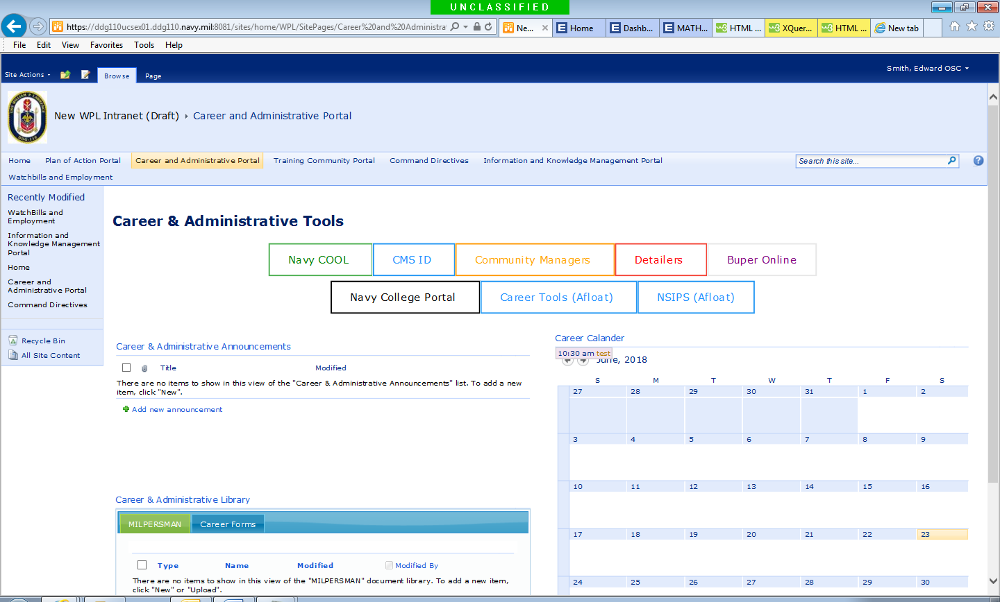 UNCLASSIFIED
https://ddg110ucsex01.ddg110.navy.mil:8081/sites/home/WPL/SitePages/Career%20and%20Administra
Ne...
Home
Dashb...
MATH...
HTML ...
XQuer...
HTML ...
New tab
File Edit View Favorites Tools Help
Site Actions
Browse
Page
Smith, Edward OSC
New WPL Intranet (Draft) Career and Administrative Portal
Home Plan of Action Portal Career and Administrative Portal Training Community Portal Command Directives Information and Knowledge Management Portal
Search this site...
Watchbills and Employment
Recently Modified
WatchBills and
Employment
Information and
Knowledge Management
Portal
Home
Career and
Administrative Portal
Command Directives
Recycle Bin
All Site Content
Career & Administrative Tools
Navy COOL CMS ID Community Managers Detailers Buper Online
Navy College Portal Career Tools (Afloat) NSIPS (Afloat)
Career & Administrative Announcements
Title Modified
There are no items to show in this view of the "Career & Administrative Announcements" list. To add a new
item, click "New".
Add new announcement
Career & Administrative Library
MILPERSMAN Career Forms
Type Name Modified Modified By
There are no items to show in this view of the "MILPERSMAN" document library. To add a new item,
click "New" or "Upload".
Career Calander
10:30 am test
June, 2018
S M T W T F S
27 28 29 30 31 1 2
3 4 5 6 7 8 9
10 11 12 13 14 15 16
17 18 19 20 21 22 23
24 25 26 27 28 29 30